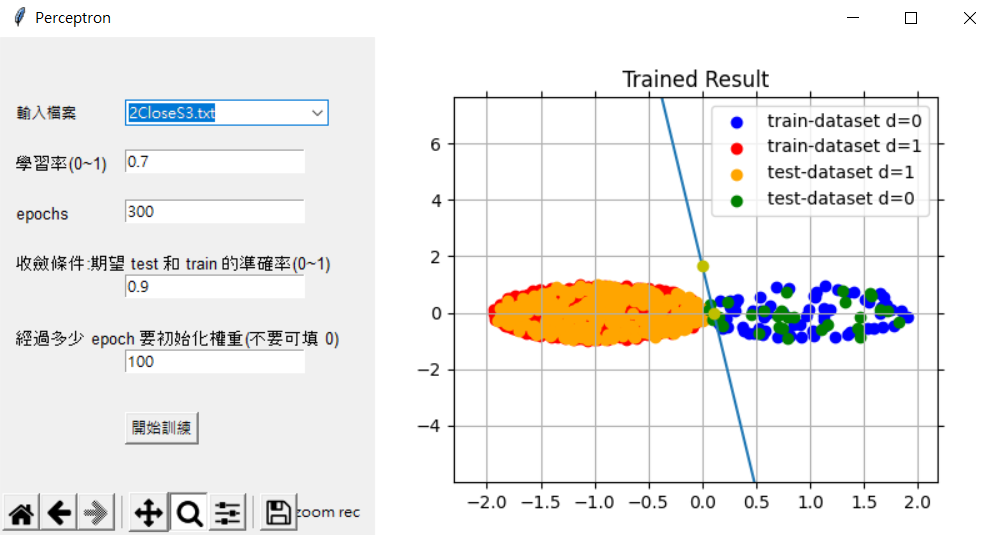 Perceptron
輸入檔案
2CloseS3.txt
學習率(0~1)
0.7
epochs
300
收斂條件:期望 test 和 train 的準確率(0~1)
0.9
經過多少 epoch 要初始化權重(不要可填 0)
100
開始訓練
zoom rec
Trained Result
train-dataset d=0
train-dataset d=1
test-dataset d=1
test-dataset d=0
6
4
2
0
−2
−4
−2.0 −1.5 −1.0 −0.5 0.0 0.5 1.0 1.5 2.0